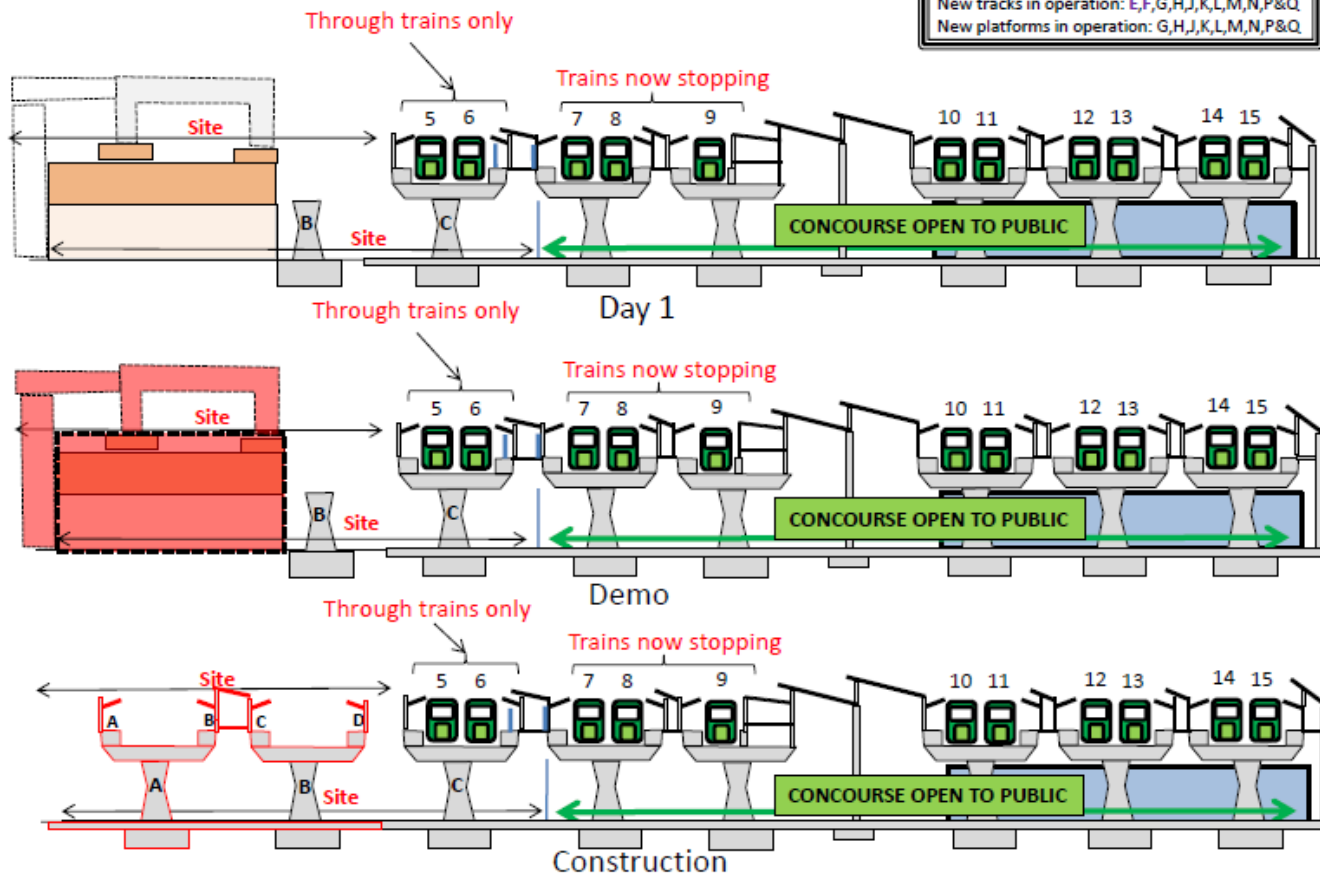 New tracks in operation: E,F,G,H,J,K,L,M,N,P&Q
New platforms in operation: G,H,J,K,L,M,N,P&Q
Through trains only
Trains now stopping
5 6 7 8 9 10 11 12 13 14 15
Site
B C
CONCOURSE OPEN TO PUBLIC
Site
Day 1
Through trains only
Trains now stopping
5 6 7 8 9 10 11 12 13 14 15
Site
B C
CONCOURSE OPEN TO PUBLIC
Site
Demo
Through trains only
Trains now stopping
5 6 7 8 9 10 11 12 13 14 15
Site
A B C D
A B C
CONCOURSE OPEN TO PUBLIC
Site
Construction